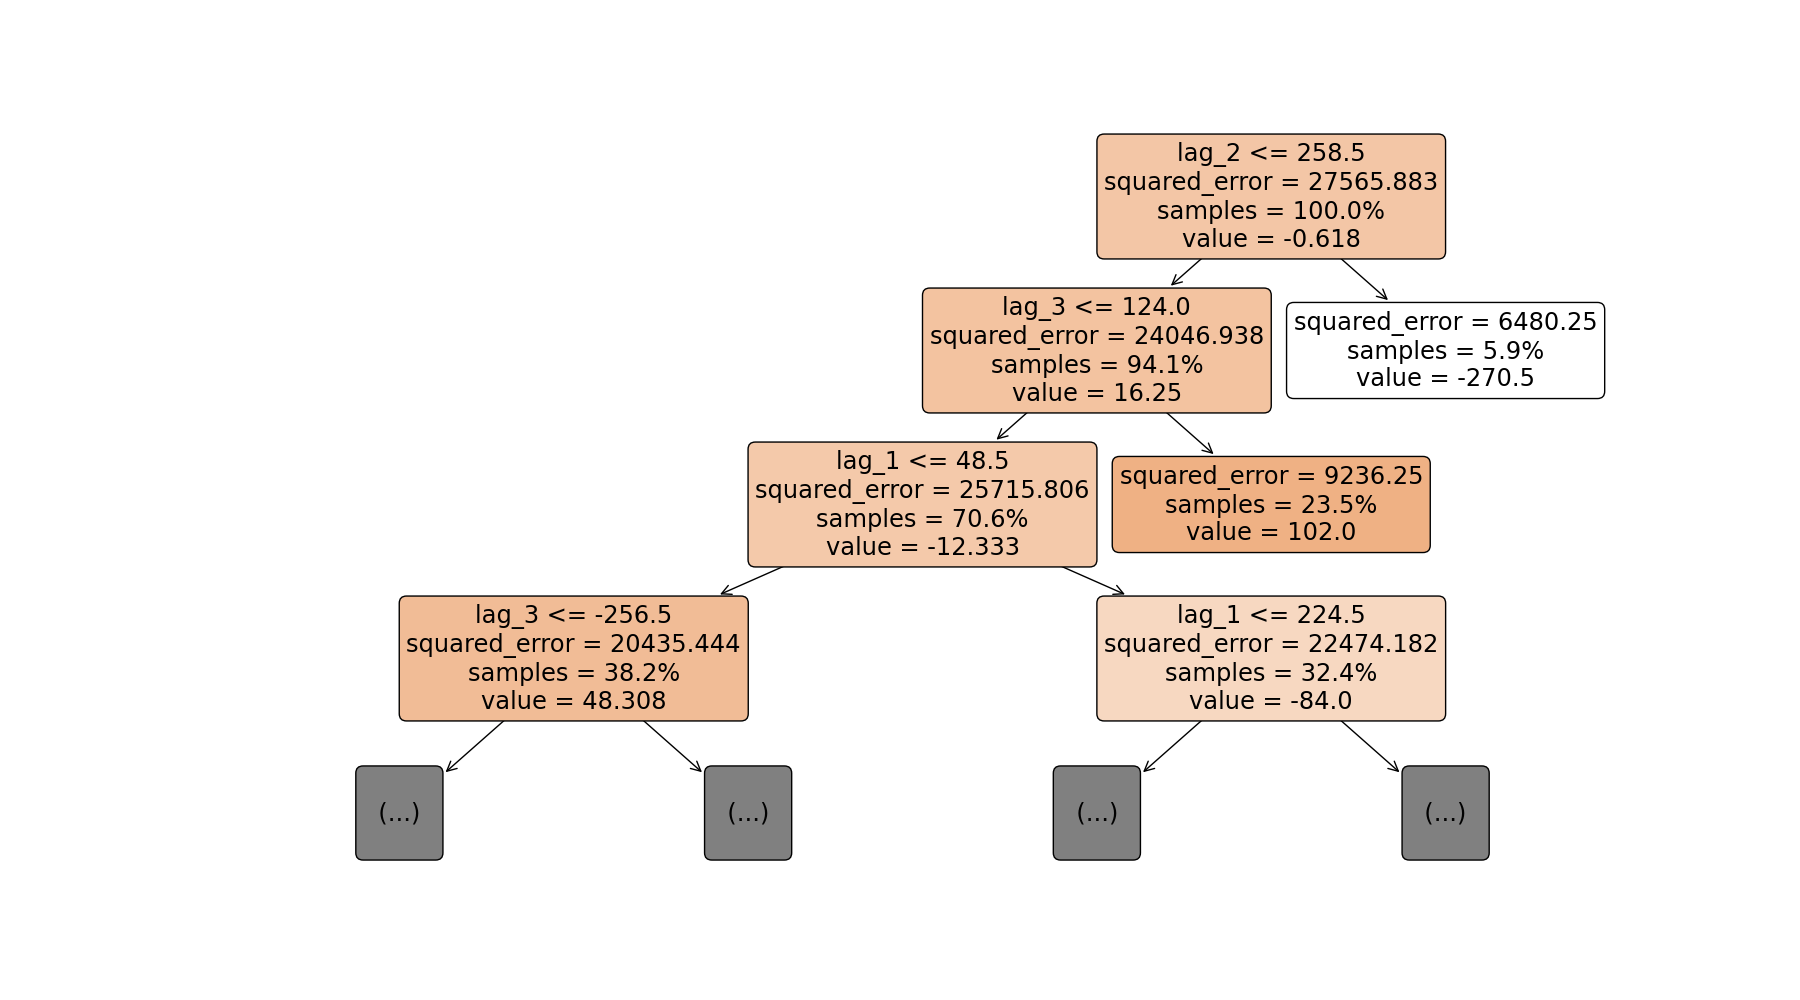 lag_2 <= 258.5
squared_error = 27565.883
samples = 100.0%
value = -0.618
lag_3 <= 124.0
squared_error = 24046.938
samples = 94.1%
value = 16.25
squared_error = 6480.25
samples = 5.9%
value = -270.5
lag_1 <= 48.5
squared_error = 25715.806
samples = 70.6%
value = -12.333
squared_error = 9236.25
samples = 23.5%
value = 102.0
lag_3 <= -256.5
squared_error = 20435.444
samples = 38.2%
value = 48.308
lag_1 <= 224.5
squared_error = 22474.182
samples = 32.4%
value = -84.0
(...)
(...)
(...)
(...)